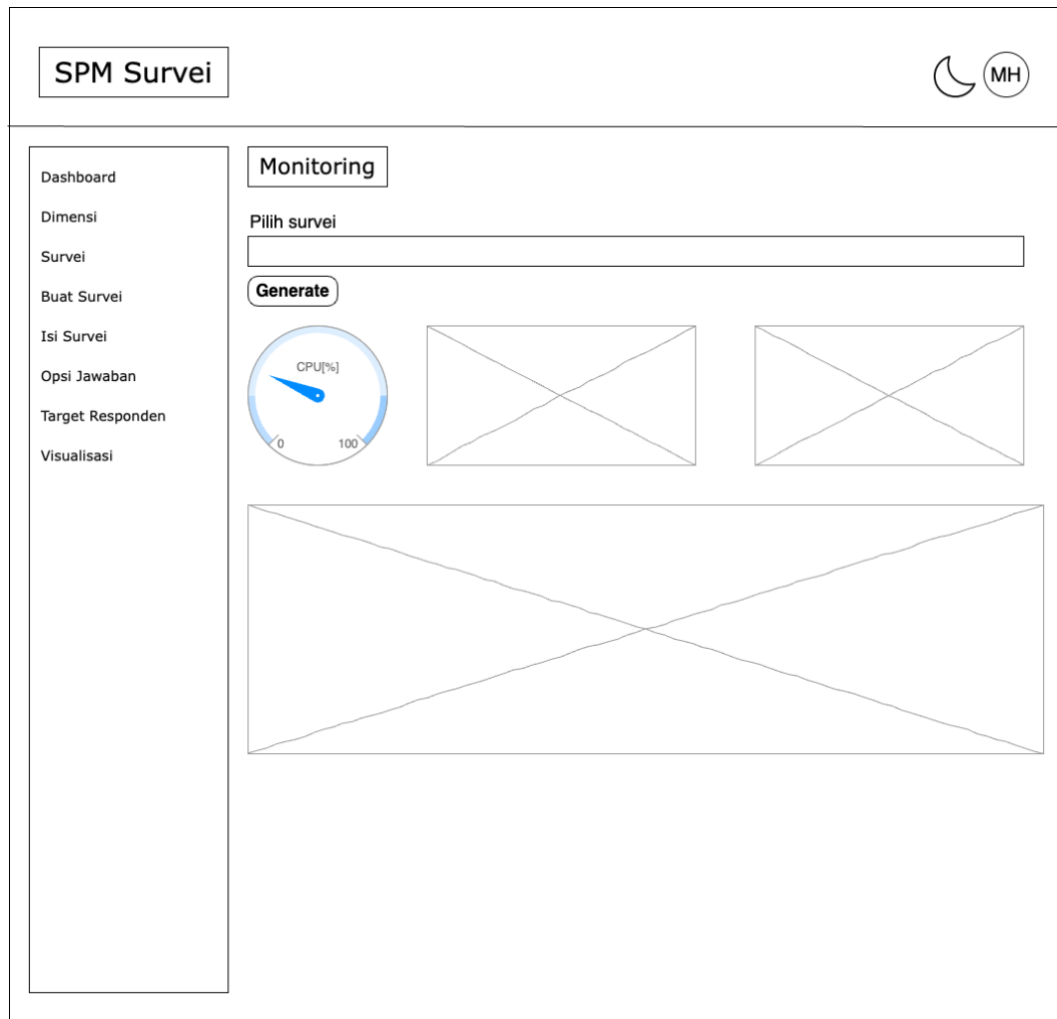 SPM Survei
MH
Dashboard
Dimensi
Survei
Buat Survei
Isi Survei
Opsi Jawaban
Target Responden
Visualisasi
Monitoring
Pilih survei
Generate
CPU[%]
0 100